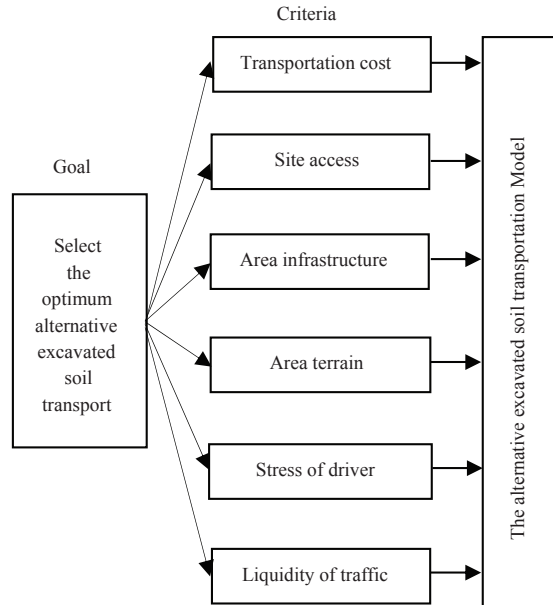 Criteria
Goal
Select
the
optimum
alternative
excavated
soil
transport
Transportation cost
Site access
Area infrastructure
Area terrain
Stress of driver
Liquidity of traffic
The alternative excavated soil transportation Model